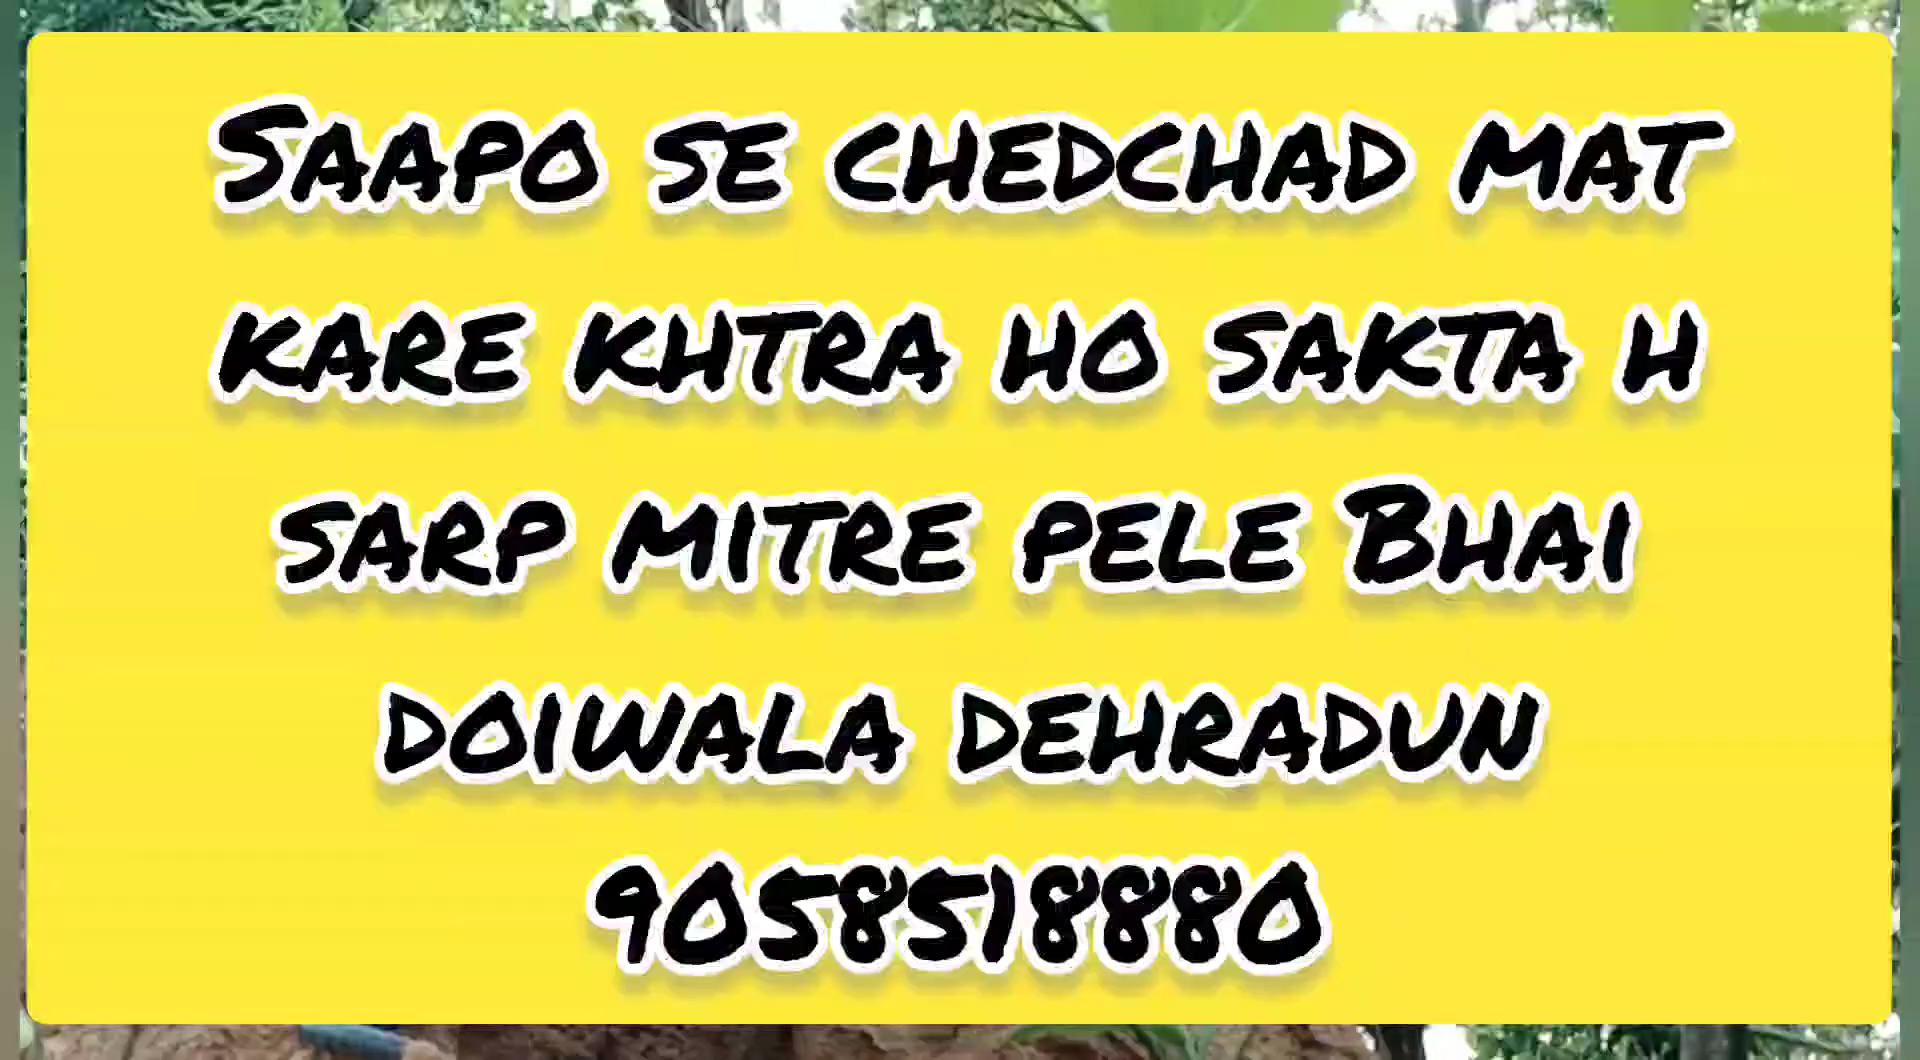 Saapo se chedchad mat
kare khtra ho sakta h
sarp mitre pele Bhai
doiwala dehradun
9058518880